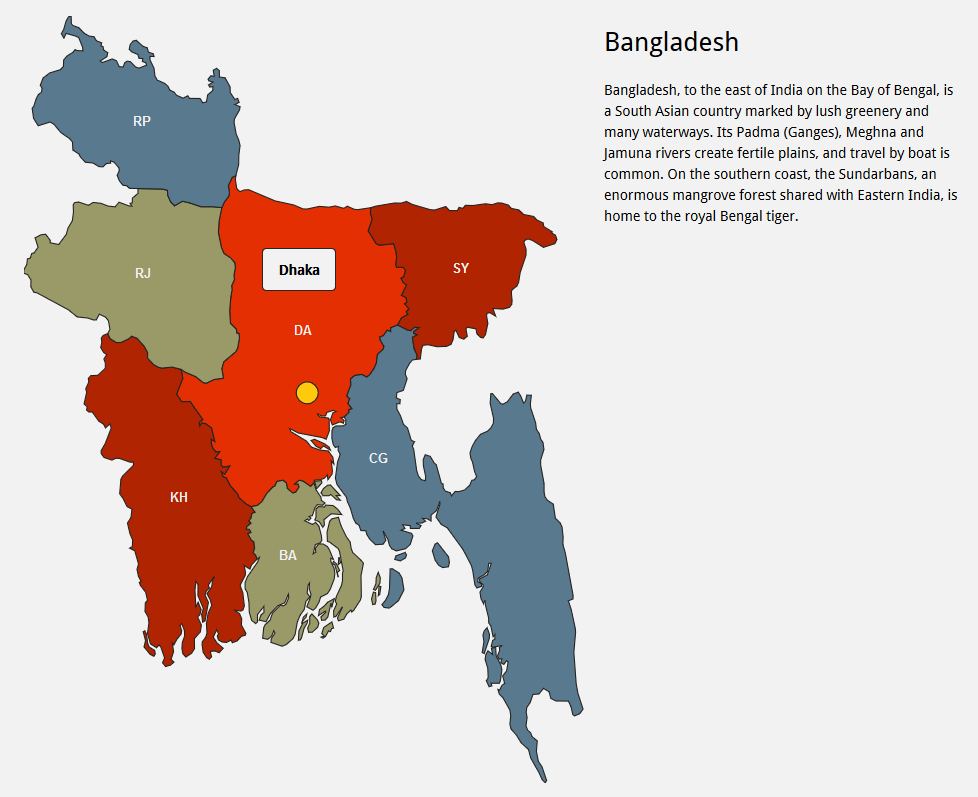 Bangladesh
Bangladesh, to the east of India on the Bay of Bengal, is
a South Asian country marked by lush greenery and
many waterways. Its Padma (Ganges), Meghna and
Jamuna rivers create fertile plains, and travel by boat is
common. On the southern coast, the Sundarbans, an
enormous mangrove forest shared with Eastern India, is
home to the royal Bengal tiger.
RP
RJ
Dhaka
SY
DA
CG
KH
BA